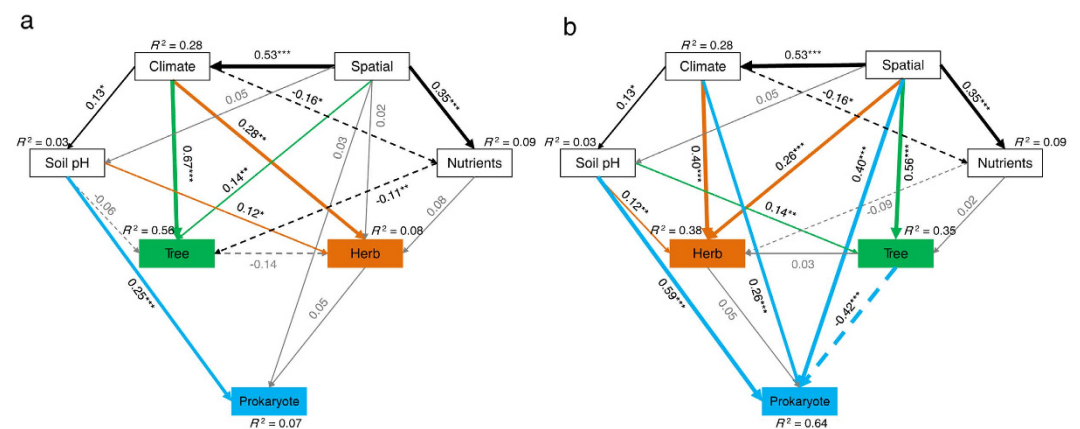 a
R² = 0.28
Climate
0.53***
Spatial
0.13*
0.05
-0.16*
0.35***
0.02
0.28**
0.03
R² = 0.03
Soil pH
R² = 0.09
Nutrients
0.67***
0.14**
-0.11**
-0.06
0.12*
0.08
R² = 0.56
Tree
-0.14
R² = 0.08
Herb
0.25***
0.05
Prokaryote
R² = 0.07
b
R² = 0.28
Climate
0.53***
Spatial
0.13*
0.05
-0.16*
0.35***
R² = 0.03
Soil pH
R² = 0.09
Nutrients
0.40***
0.26***
0.40***
0.56***
0.12**
0.14**
-0.09
0.02
R² = 0.38
Herb
0.03
R² = 0.35
Tree
0.59***
0.05
0.26***
-0.42***
Prokaryote
R² = 0.64